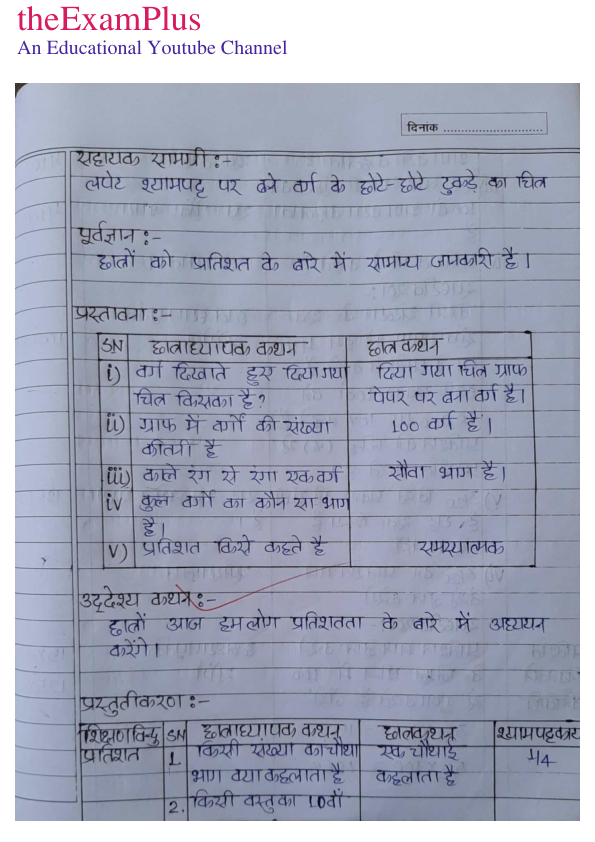 theExamPlus
An Educational Youtube Channel
दिनांक ............................
सहायक सामग्री :-
लपेट श्यामपट्ट पर बने वर्ग के छोटे-छोटे टुकड़े का चित्र
पूर्वज्ञान :-
छात्रों को प्रतिशत के बारे में सामान्य जानकारी है।
प्रस्तावना :-
SN छात्राध्यापक कथन छात्र कथन
i) वर्ग दिखाते हुए दिया गया दिया गया चित्र ग्राफ
चित्र किसका है? पेपर पर बना वर्ग है।
ii) ग्राफ में वर्गों की संख्या 100 वर्ग हैं।
कीतनी है
iii) काले रंग से रंगा एक वर्ग सौवा भाग है।
iv कुल वर्गो का कौन सा भाग
है।
v) प्रतिशत किसे कहते है समस्यात्मक
उद्देश्य कथन :-
छात्रों आज हमलोग प्रतिशतता के बारे में अध्ययन
करेंगे।
प्रस्तुतीकरण :-
शिक्षण बिन्दु SN छात्राध्यापक कथन छात्र कथन श्यामपट्ट कार्य
प्रतिशत 1. किसी संख्या का चौथा एक चौथाई 1/4
भाग क्या कहलाता है कहलाता है
2. किसी वस्तु का 10वाँ